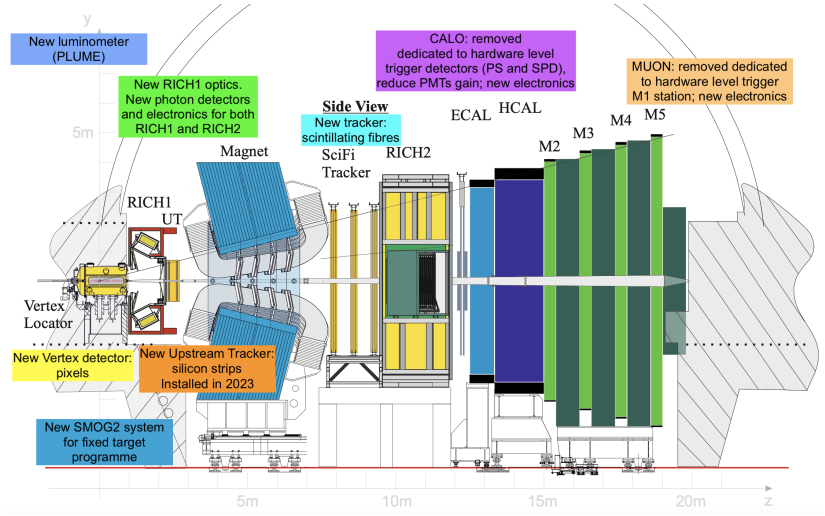 y
New luminometer
(PLUME)
CALO: removed
dedicated to hardware level
trigger detectors (PS and SPD),
reduce PMTs gain; new electronics
MUON: removed dedicated
to hardware level trigger
M1 station; new electronics
New RICH1 optics.
New photon detectors
and electronics for both
RICH1 and RICH2
Side View
New tracker:
scintillating fibres
5m
ECAL
HCAL
M2
M3
M4
M5
Magnet
SciFi
Tracker
RICH2
RICH1
UT
Vertex
Locator
New Vertex detector:
pixels
New Upstream Tracker:
silicon strips
Installed in 2023
New SMOG2 system
for fixed target
programme
5m
10m
15m
20m
z